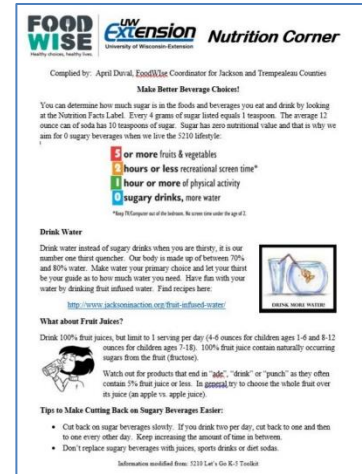 FOOD
WISE
Healthy choices, healthy lives.
UW
Extension
University of Wisconsin-Extension
Nutrition Corner
Complied by: April Duval, FoodWIse Coordinator for Jackson and Trempealeau Counties
Make Better Beverage Choices!
You can determine how much sugar is in the foods and beverages you eat and drink by looking
at the Nutrition Facts Label. Every 4 grams of sugar listed equals 1 teaspoon. The average 12
ounce can of soda has 10 teaspoons of sugar. Sugar has zero nutritional value and that is why we
aim for 0 sugary beverages when we live the 5210 lifestyle:
5 or more fruits & vegetables
2 hours or less recreational screen time*
1 hour or more of physical activity
0 sugary drinks, more water
*Keep TV/Computer out of the bedroom. No screen time under the age of 2.
Drink Water
Drink water instead of sugary drinks when you are thirsty, it is our
number one thirst quencher. Our body is made up of between 70%
and 80% water. Make water your primary choice and let your thirst
be your guide as to how much water you need. Have fun with your
water by drinking fruit infused water. Find recipes here:
http://www.jacksoninaction.org/fruit-infused-water/
DRINK MORE WATER!
What about Fruit Juices?
Drink 100% fruit juices, but limit to 1 serving per day (4-6 ounces for children ages 1-6 and 8-12
ounces for children ages 7-18). 100% fruit juice contain naturally occurring
sugars from the fruit (fructose).
Watch out for products that end in "ade", "drink" or "punch" as they often
contain 5% fruit juice or less. In general try to choose the whole fruit over
its juice (an apple vs. apple juice).
Tips to Make Cutting Back on Sugary Beverages Easier:
• Cut back on sugar beverages slowly. If you drink two per day, cut back to one and then
to one every other day. Keep increasing the amount of time in between.
• Don't replace sugary beverages with juices, sports drinks or diet sodas.
Information modified from: 5210 Let's Go K-5 Toolkit